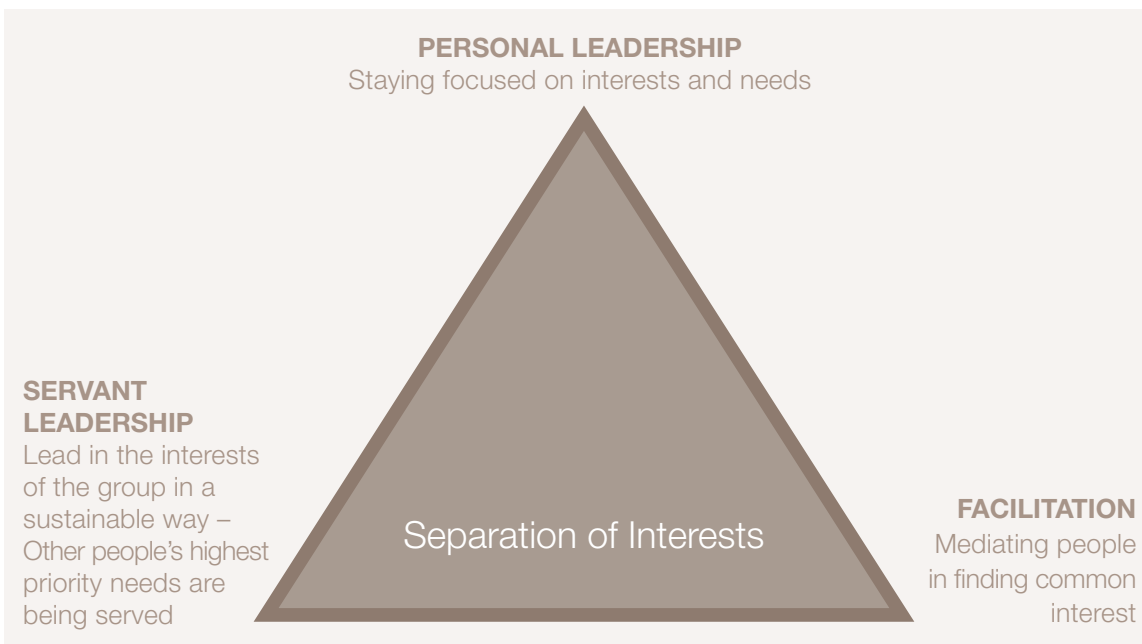 PERSONAL LEADERSHIP
Staying focused on interests and needs
SERVANT
LEADERSHIP
Lead in the interests
of the group in a
sustainable way –
Other people's highest
priority needs are
being served
Separation of Interests
FACILITATION
Mediating people
in finding common
interest